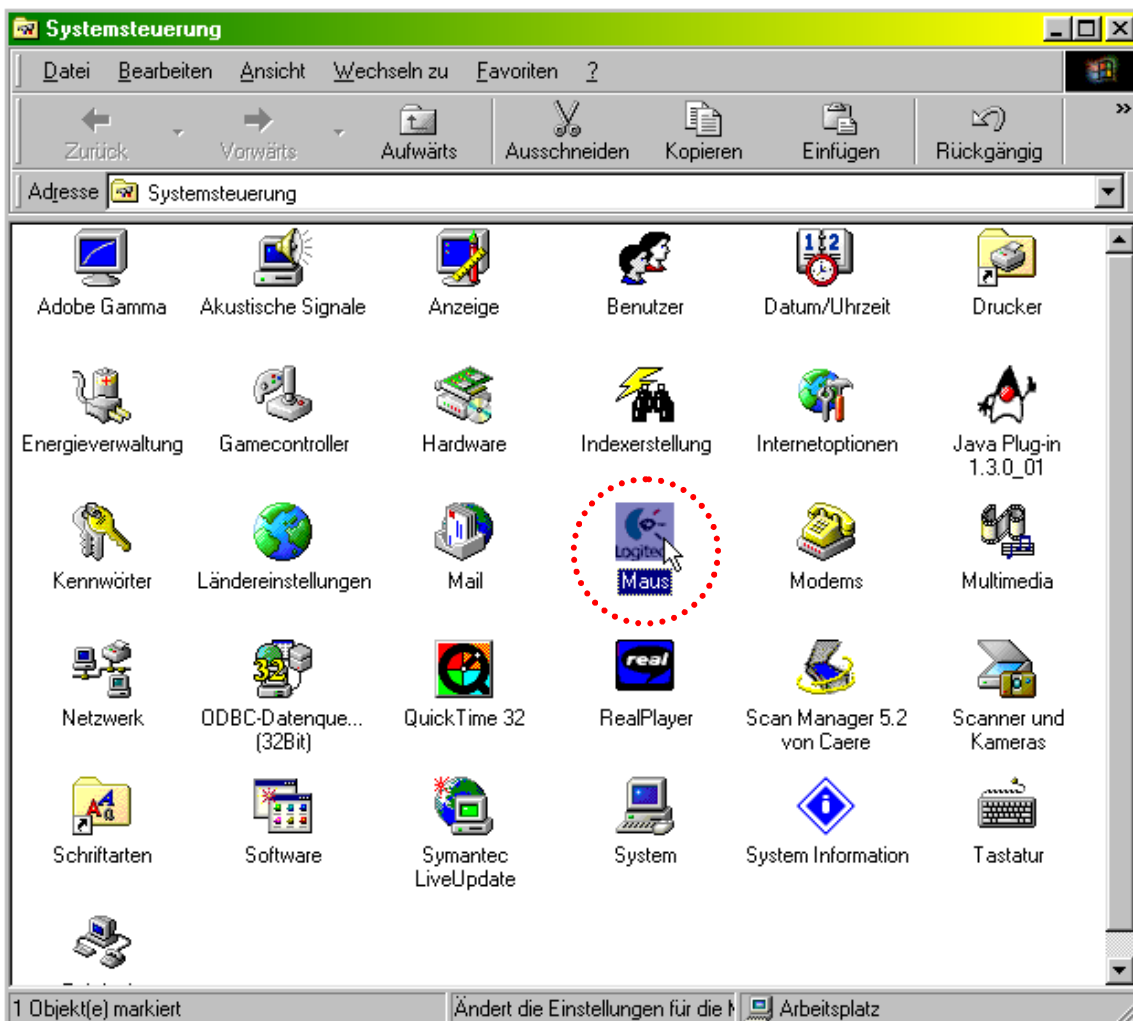 Systemsteuerung
Datei Bearbeiten Ansicht Wechseln zu Favoriten ?
Zurück Vorwärts Aufwärts Ausschneiden Kopieren Einfügen Rückgängig »
Adresse Systemsteuerung
Adobe Gamma Akustische Signale Anzeige Benutzer Datum/Uhrzeit Drucker
Energieverwaltung Gamecontroller Hardware Indexerstellung Internetoptionen Java Plug-in
1.3.0_01
Logitec
Kennwörter Ländereinstellungen Mail Maus Modems Multimedia
32 real
Netzwerk ODBC-Datenque... QuickTime 32 RealPlayer Scan Manager 5.2 Scanner und
(32Bit) von Caere Kameras
Schriftarten Software Symantec System System Information Tastatur
LiveUpdate
1 Objekt(e) markiert Ändert die Einstellungen für die Arbeitsplatz